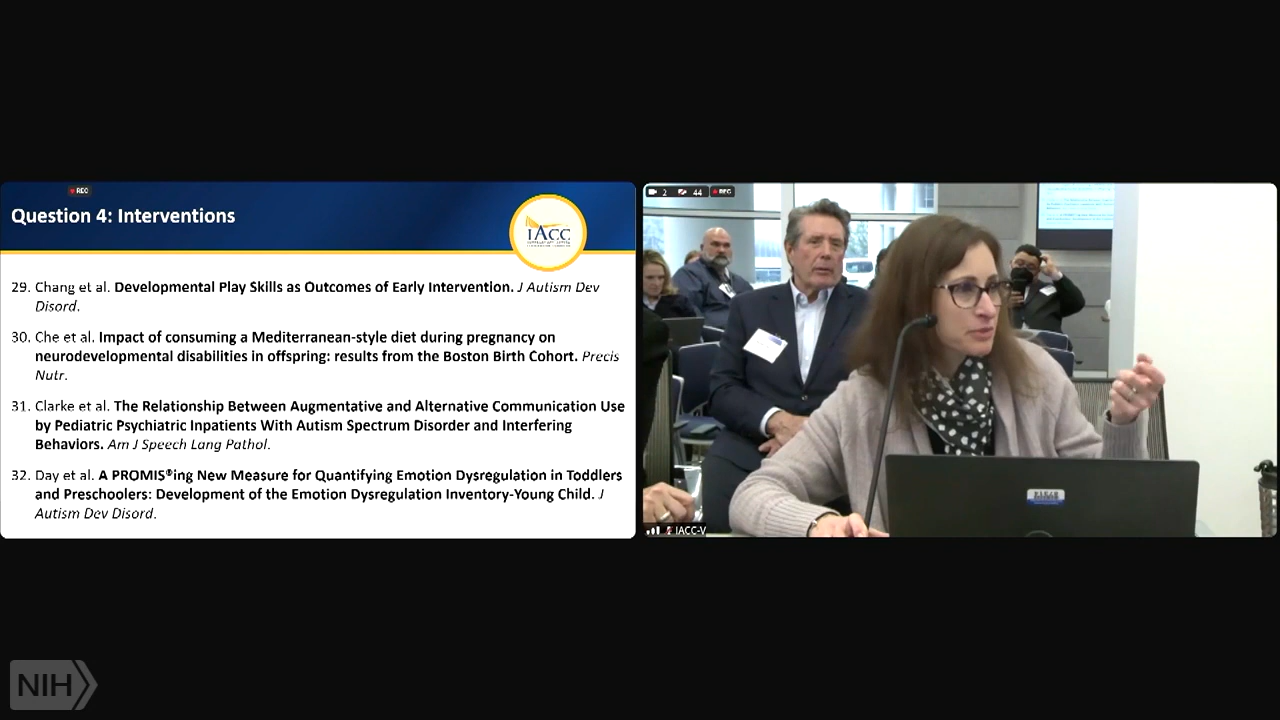 REC
Question 4: Interventions
IACC
29. Chang et al. Developmental Play Skills as Outcomes of Early Intervention. J Autism Dev
Disord.
30. Che et al. Impact of consuming a Mediterranean-style diet during pregnancy on
neurodevelopmental disabilities in offspring: results from the Boston Birth Cohort. Precis
Nutr.
31. Clarke et al. The Relationship Between Augmentative and Alternative Communication Use
by Pediatric Psychiatric Inpatients With Autism Spectrum Disorder and Interfering
Behaviors. Am J Speech Lang Pathol.
32. Day et al. A PROMIS®ing New Measure for Quantifying Emotion Dysregulation in Toddlers
and Preschoolers: Development of the Emotion Dysregulation Inventory-Young Child. J
Autism Dev Disord.
2 44 REC
IACC-V
NIH